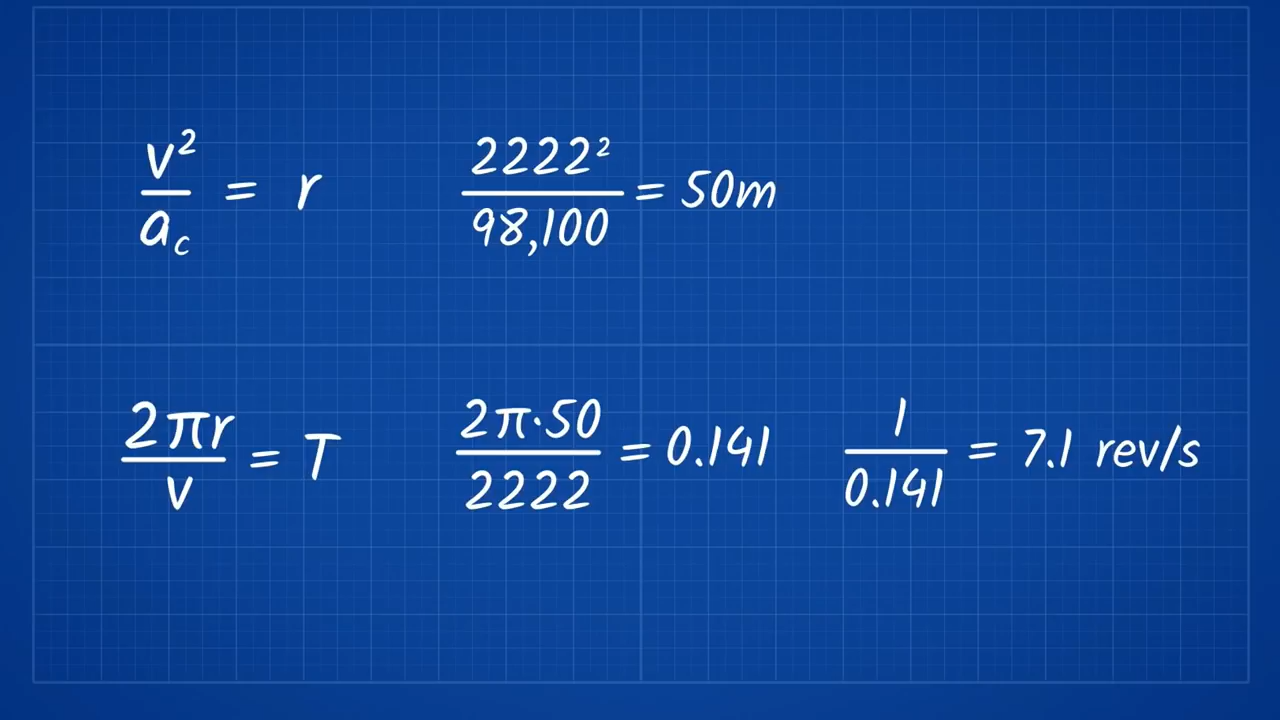 v²/a_c = r
2222²/98,100 = 50m
2πr/v = T
2π·50/2222 = 0.141
1/0.141 = 7.1 rev/s